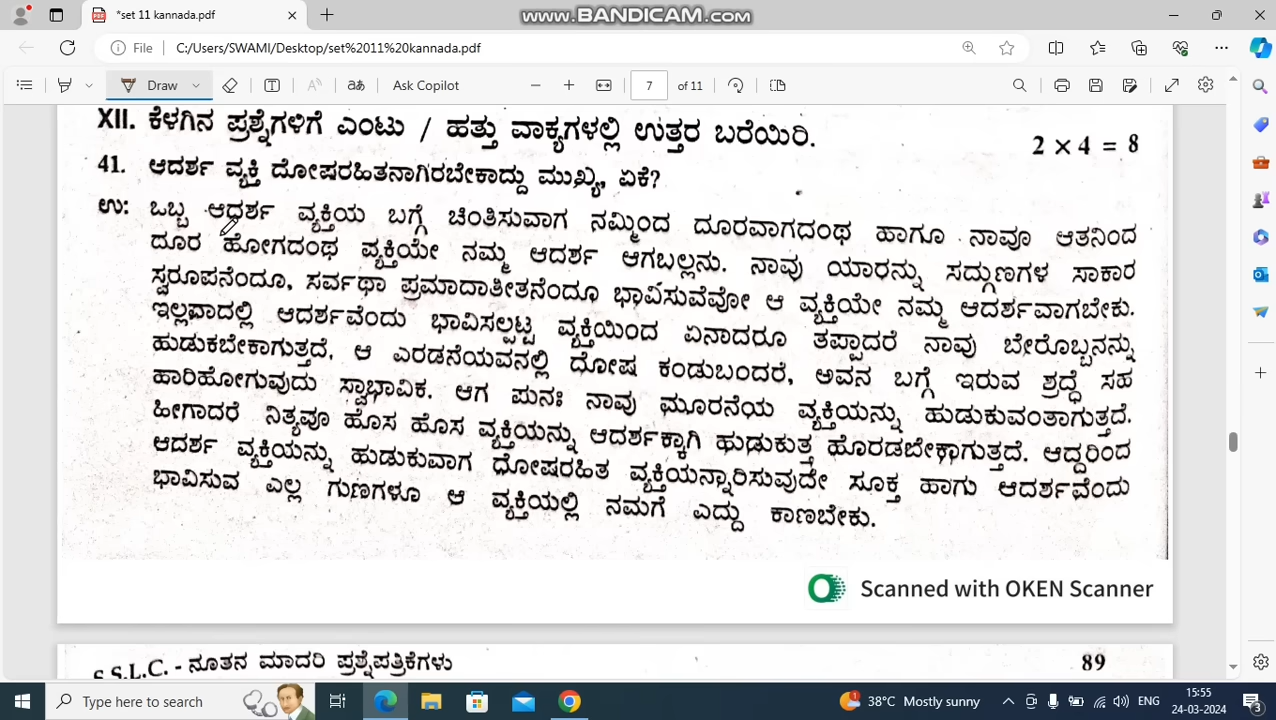 www.BANDICAM.com
*set 11 kannada.pdf
File C:/Users/SWAMI/Desktop/set%2011%20kannada.pdf
Draw aあ Ask Copilot 7 of 11
XII. ಕೆಳಗಿನ ಪ್ರಶ್ನೆಗಳಿಗೆ ಎಂಟು / ಹತ್ತು ವಾಕ್ಯಗಳಲ್ಲಿ ಉತ್ತರ ಬರೆಯಿರಿ. 2 × 4 = 8
41. ಆದರ್ಶ ವ್ಯಕ್ತಿ ದೋಷರಹಿತನಾಗಿರಬೇಕಾದ್ದು ಮುಖ್ಯ, ಏಕೆ?
ಉ: ಒಬ್ಬ ಆದರ್ಶ ವ್ಯಕ್ತಿಯ ಬಗ್ಗೆ ಚಿಂತಿಸುವಾಗ ನಮ್ಮಿಂದ ದೂರವಾಗದಂಥ ಹಾಗೂ ನಾವೂ ಆತನಿಂದ
ದೂರ ಹೋಗದಂಥ ವ್ಯಕ್ತಿಯೇ ನಮ್ಮ ಆದರ್ಶ ಆಗಬಲ್ಲನು. ನಾವು ಯಾರನ್ನು ಸದ್ಗುಣಗಳ ಸಾಕಾರ
ಸ್ವರೂಪನೆಂದೂ, ಸರ್ವಥಾ ಪ್ರಮಾದಾತೀತನೆಂದೂ ಭಾವಿಸುವೆವೋ ಆ ವ್ಯಕ್ತಿಯೇ ನಮ್ಮ ಆದರ್ಶವಾಗಬೇಕು.
ಇಲ್ಲವಾದಲ್ಲಿ ಆದರ್ಶವೆಂದು ಭಾವಿಸಲ್ಪಟ್ಟ ವ್ಯಕ್ತಿಯಿಂದ ಏನಾದರೂ ತಪ್ಪಾದರೆ ನಾವು ಬೇರೊಬ್ಬನನ್ನು
ಹುಡುಕಬೇಕಾಗುತ್ತದೆ. ಆ ಎರಡನೆಯವನಲ್ಲಿ ದೋಷ ಕಂಡುಬಂದರೆ, ಅವನ ಬಗ್ಗೆ ಇರುವ ಶ್ರದ್ಧೆ ಸಹ
ಹಾರಿಹೋಗುವುದು ಸ್ವಾಭಾವಿಕ. ಆಗ ಪುನಃ ನಾವು ಮೂರನೆಯ ವ್ಯಕ್ತಿಯನ್ನು ಹುಡುಕುವಂತಾಗುತ್ತದೆ.
ಹೀಗಾದರೆ ನಿತ್ಯವೂ ಹೊಸ ಹೊಸ ವ್ಯಕ್ತಿಯನ್ನು ಆದರ್ಶಕ್ಕಾಗಿ ಹುಡುಕುತ್ತ ಹೊರಡಬೇಕಾಗುತ್ತದೆ. ಆದ್ದರಿಂದ
ಆದರ್ಶ ವ್ಯಕ್ತಿಯನ್ನು ಹುಡುಕುವಾಗ ದೋಷರಹಿತ ವ್ಯಕ್ತಿಯನ್ನಾರಿಸುವುದೇ ಸೂಕ್ತ ಹಾಗು ಆದರ್ಶವೆಂದು
ಭಾವಿಸುವ ಎಲ್ಲ ಗುಣಗಳೂ ಆ ವ್ಯಕ್ತಿಯಲ್ಲಿ ನಮಗೆ ಎದ್ದು ಕಾಣಬೇಕು.
Scanned with OKEN Scanner
S.S.L.C. - ನೂತನ ಮಾದರಿ ಪ್ರಶ್ನೆಪತ್ರಿಕೆಗಳು 89
Type here to search 1 38°C Mostly sunny ENG 15:55
24-03-2024 3